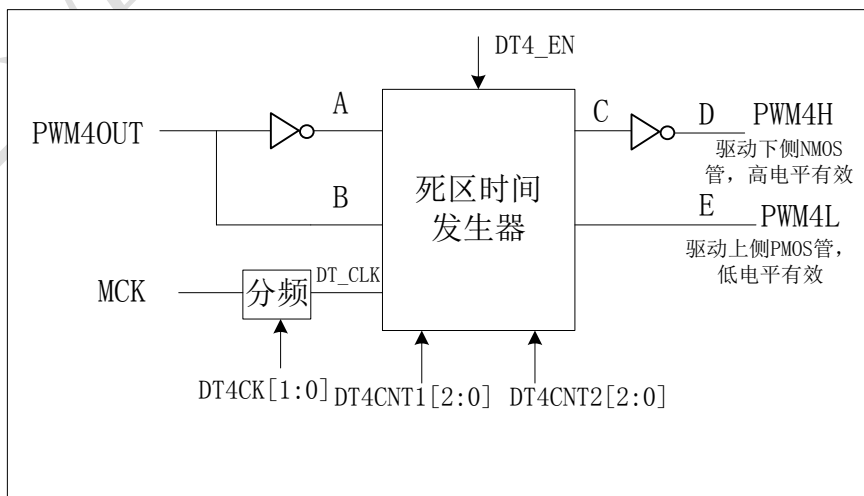 DT4_EN
PWM4OUT
A
C
D
PWM4H
驱动下侧NMOS
管，高电平有效
B
死区时间
发生器
E
PWM4L
驱动上侧PMOS管，
低电平有效
MCK
分频
DT_CLK
DT4CK[1:0]
DT4CNT1[2:0]
DT4CNT2[2:0]